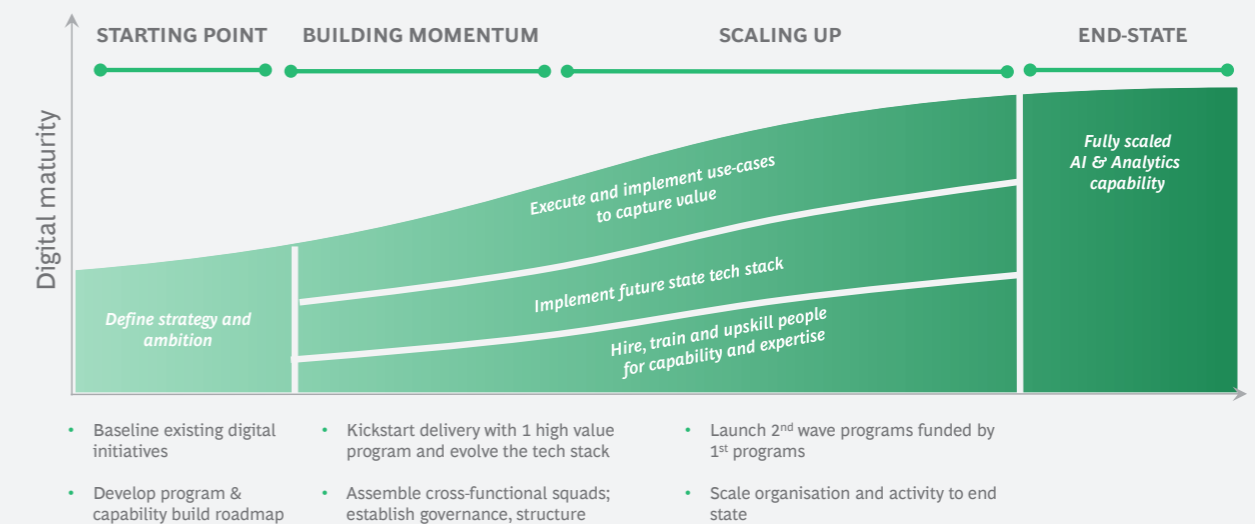 STARTING POINT
BUILDING MOMENTUM
SCALING UP
END-STATE
Digital maturity
Define strategy and
ambition
Execute and implement use-cases
to capture value
Implement future state tech stack
Hire, train and upskill people
for capability and expertise
Fully scaled
AI & Analytics
capability
• Baseline existing digital
initiatives
• Develop program &
capability build roadmap
• Kickstart delivery with 1 high value
program and evolve the tech stack
• Assemble cross-functional squads;
establish governance, structure
• Launch 2nd wave programs funded by
1st programs
• Scale organisation and activity to end
state